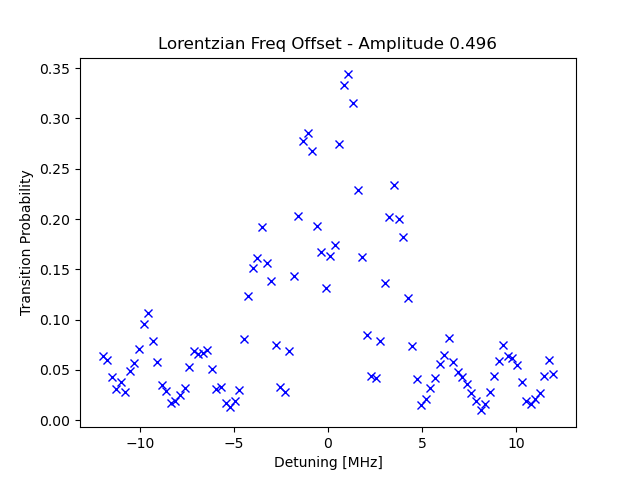 Lorentzian Freq Offset - Amplitude 0.496
Transition Probability
0.35
0.30
0.25
0.20
0.15
0.10
0.05
0.00
−10 −5 0 5 10
Detuning [MHz]